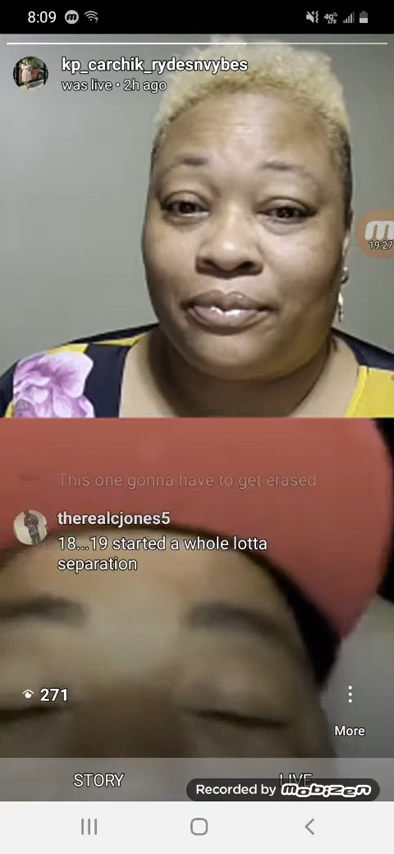 8:09
4G
kp_carchik_rydesnvybes
was live • 2h ago
19:27
This one gonna have to get erased
therealcjones5
18...19 started a whole lotta
separation
271
More
STORY
LIVE
Recorded by mobizen